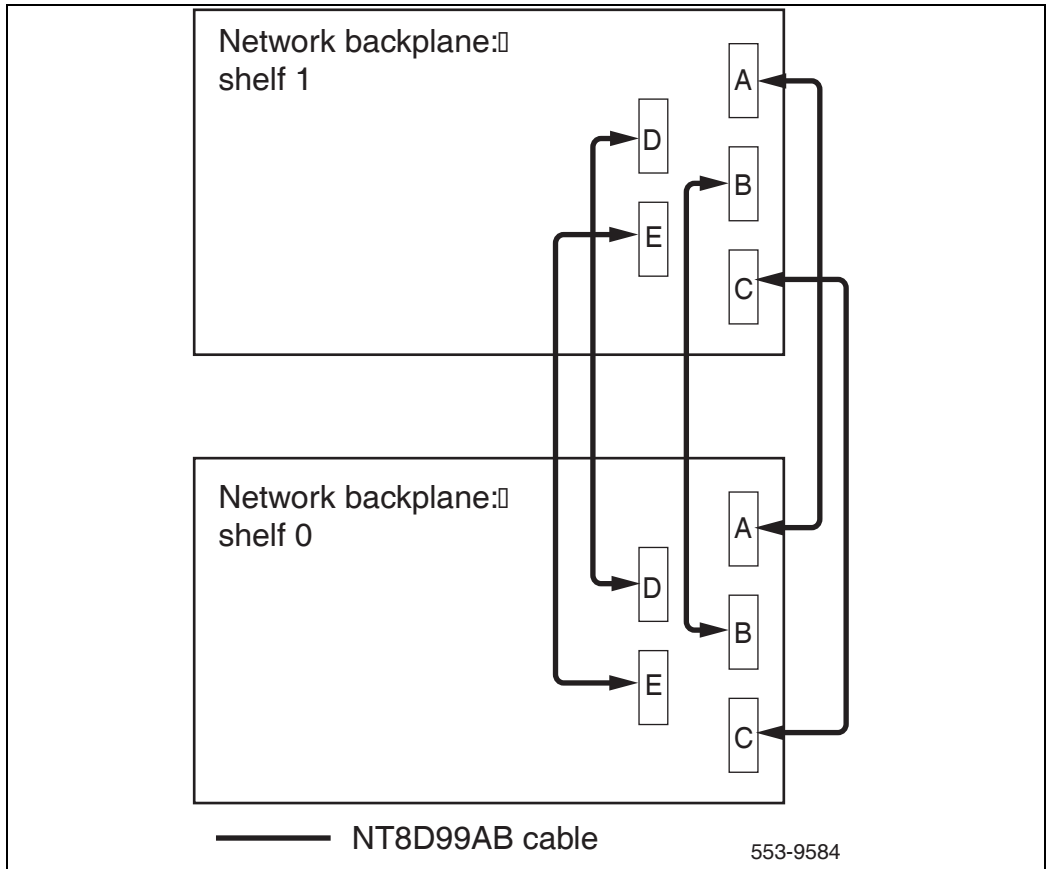 Network backplane:▯
shelf 1
A
D
B
E
C
Network backplane:▯
shelf 0
A
D
B
E
C
NT8D99AB cable
553-9584